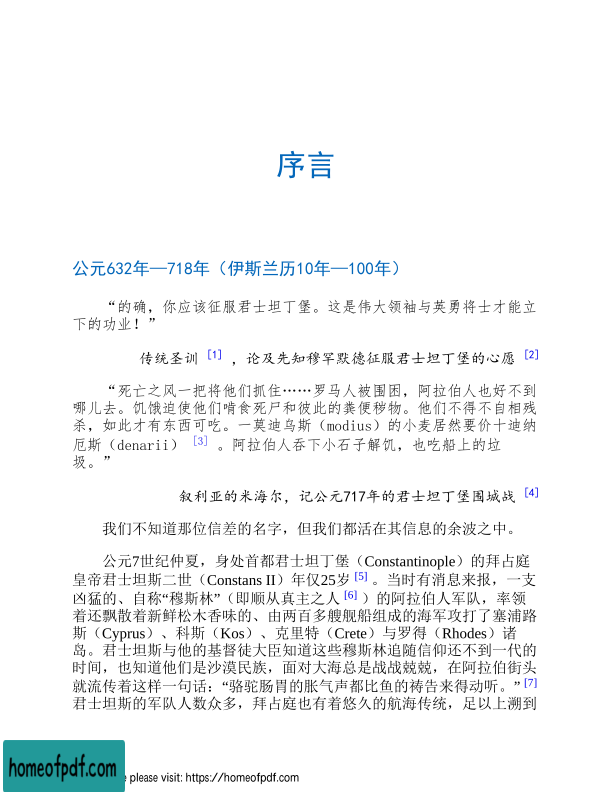 序言
公元632年—718年（伊斯兰历10年—100年）
“的确，你应该征服君士坦丁堡。这是伟大领袖与英勇将士才能立
下的功业！”
传统圣训 [1] ，论及先知穆罕默德征服君士坦丁堡的心愿 [2]
“死亡之风一把将他们抓住……罗马人被围困，阿拉伯人也好不到
哪儿去。饥饿迫使他们啃食死尸和彼此的粪便秽物。他们不得不自相残
杀，如此才有东西可吃。一莫迪乌斯（modius）的小麦居然要价十迪纳
厄斯（denarii） [3] 。阿拉伯人吞下小石子解饥，也吃船上的垃
圾。”
叙利亚的米海尔，记公元717年的君士坦丁堡围城战 [4]
我们不知道那位信差的名字，但我们都活在其信息的余波之中。
公元7世纪仲夏，身处首都君士坦丁堡（Constantinople）的拜占庭
皇帝君士坦斯二世（Constans II）年仅25岁 [5] 。当时有消息来报，一支
凶猛的、自称“穆斯林”（即顺从真主之人 [6] ）的阿拉伯人军队，率领
着还飘散着新鲜松木香味的、由两百多艘舰船组成的海军攻打了塞浦路
斯（Cyprus）、科斯（Kos）、克里特（Crete）与罗得（Rhodes）诸
岛。君士坦斯与他的基督徒大臣知道这些穆斯林追随信仰还不到一代的
时间，也知道他们是沙漠民族，面对大海总是战战兢兢，在阿拉伯街头
就流传着这样一句话：“骆驼肠胃的胀气声都比鱼的祷告来得动听。” [7]
君士坦斯的军队人数众多，拜占庭也有着悠久的航海传统，足以上溯到
homeofpdf.com
please visit: https://homeofpdf.com